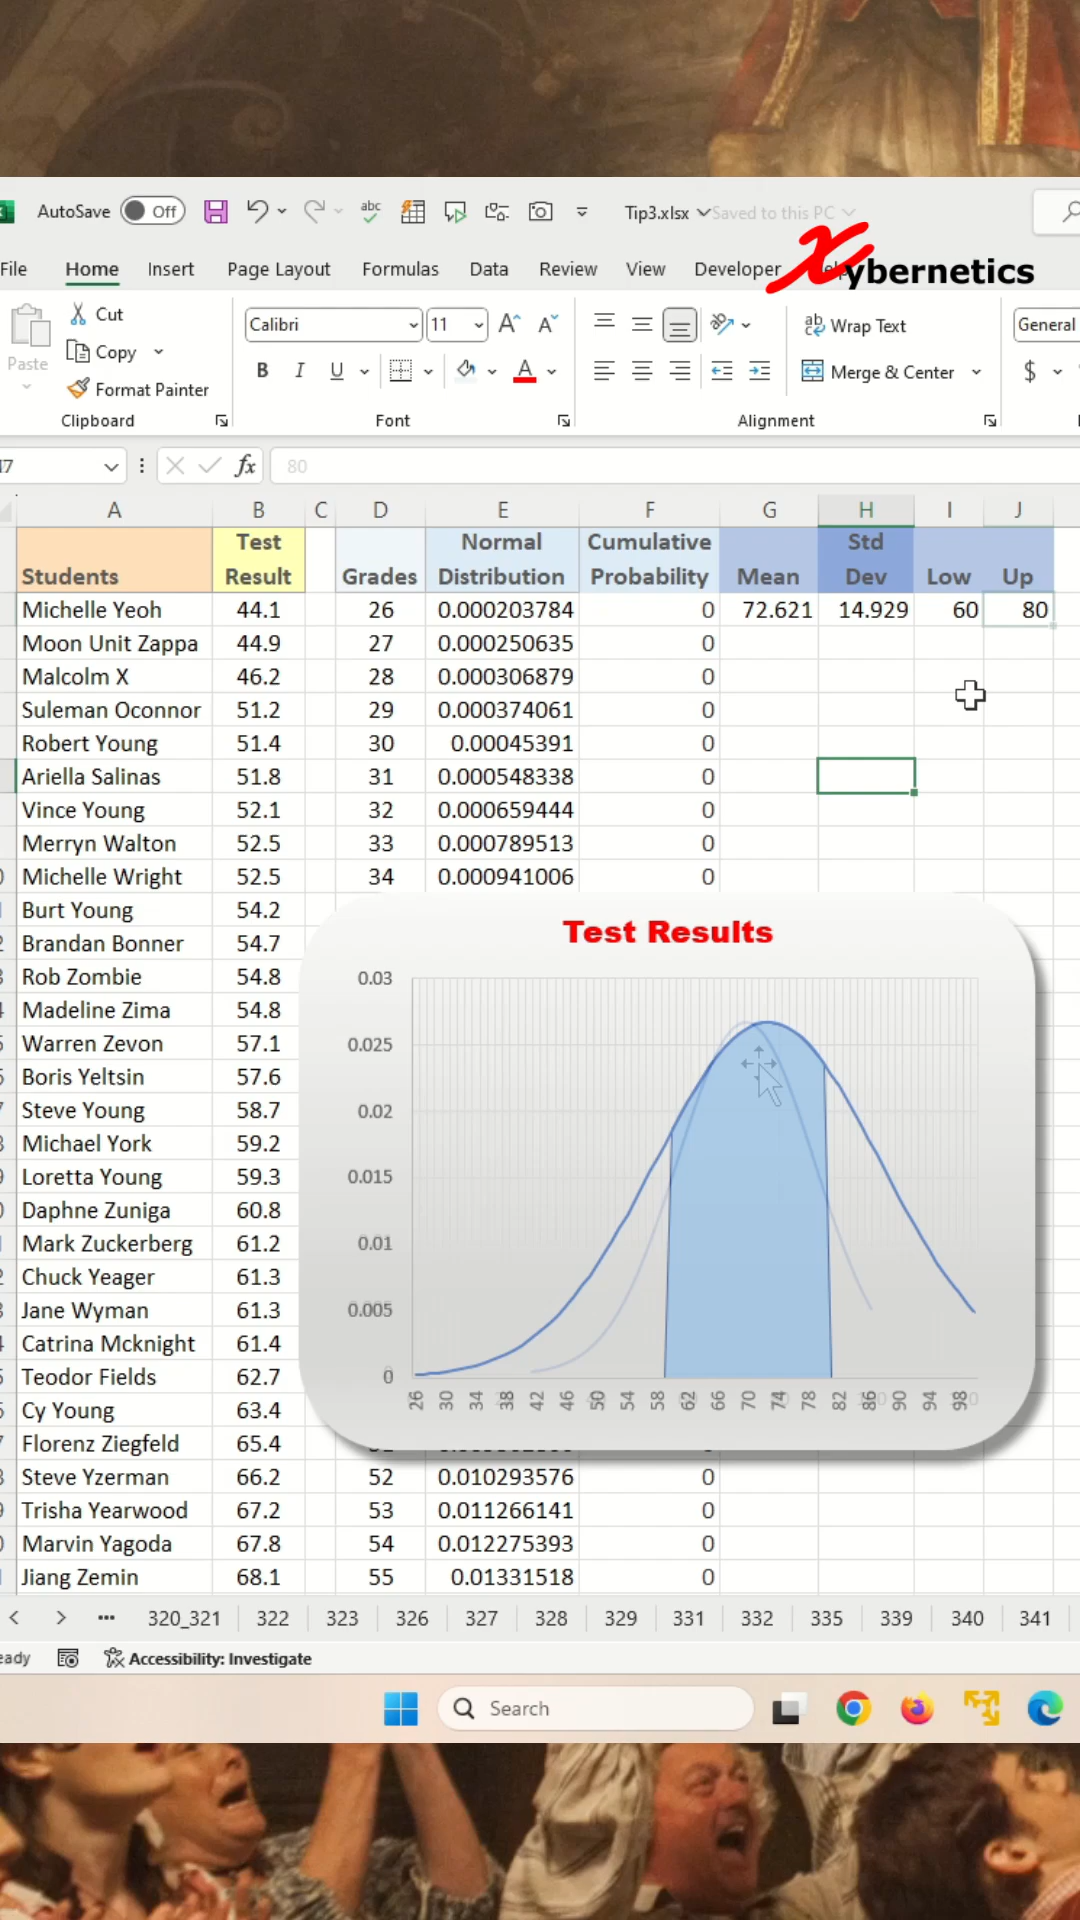 AutoSave Off abc Tip3.xlsx Saved to this PC
Xybernetics
File Home Insert Page Layout Formulas Data Review View Developer
Paste Cut
Copy
Format Painter
Clipboard
Calibri 11 A A
B I U A
Font
ab Wrap Text
Merge & Center
Alignment
General
$
fx 80
A B C D E F G H I J
Students Test Result Grades Normal Distribution Cumulative Probability Mean Std Dev Low Up
Michelle Yeoh 44.1 26 0.000203784 0 72.621 14.929 60 80
Moon Unit Zappa 44.9 27 0.000250635 0
Malcolm X 46.2 28 0.000306879 0
Suleman Oconnor 51.2 29 0.000374061 0
Robert Young 51.4 30 0.00045391 0
Ariella Salinas 51.8 31 0.000548338 0
Vince Young 52.1 32 0.000659444 0
Merryn Walton 52.5 33 0.000789513 0
Michelle Wright 52.5 34 0.000941006 0
Burt Young 54.2
Brandan Bonner 54.7
Rob Zombie 54.8
Madeline Zima 54.8
Warren Zevon 57.1
Boris Yeltsin 57.6
Steve Young 58.7
Michael York 59.2
Loretta Young 59.3
Daphne Zuniga 60.8
Mark Zuckerberg 61.2
Chuck Yeager 61.3
Jane Wyman 61.3
Catrina Mcknight 61.4
Teodor Fields 62.7
Cy Young 63.4
Florenz Ziegfeld 65.4
Steve Yzerman 66.2 52 0.010293576 0
Trisha Yearwood 67.2 53 0.011266141 0
Marvin Yagoda 67.8 54 0.012275393 0
Jiang Zemin 68.1 55 0.01331518 0
Test Results
0.03
0.025
0.02
0.015
0.01
0.005
0
26 30 34 38 42 46 50 54 58 62 66 70 74 78 82 86 90 94 98
320_321 322 323 326 327 328 329 331 332 335 339 340 341
Accessibility: Investigate
Search